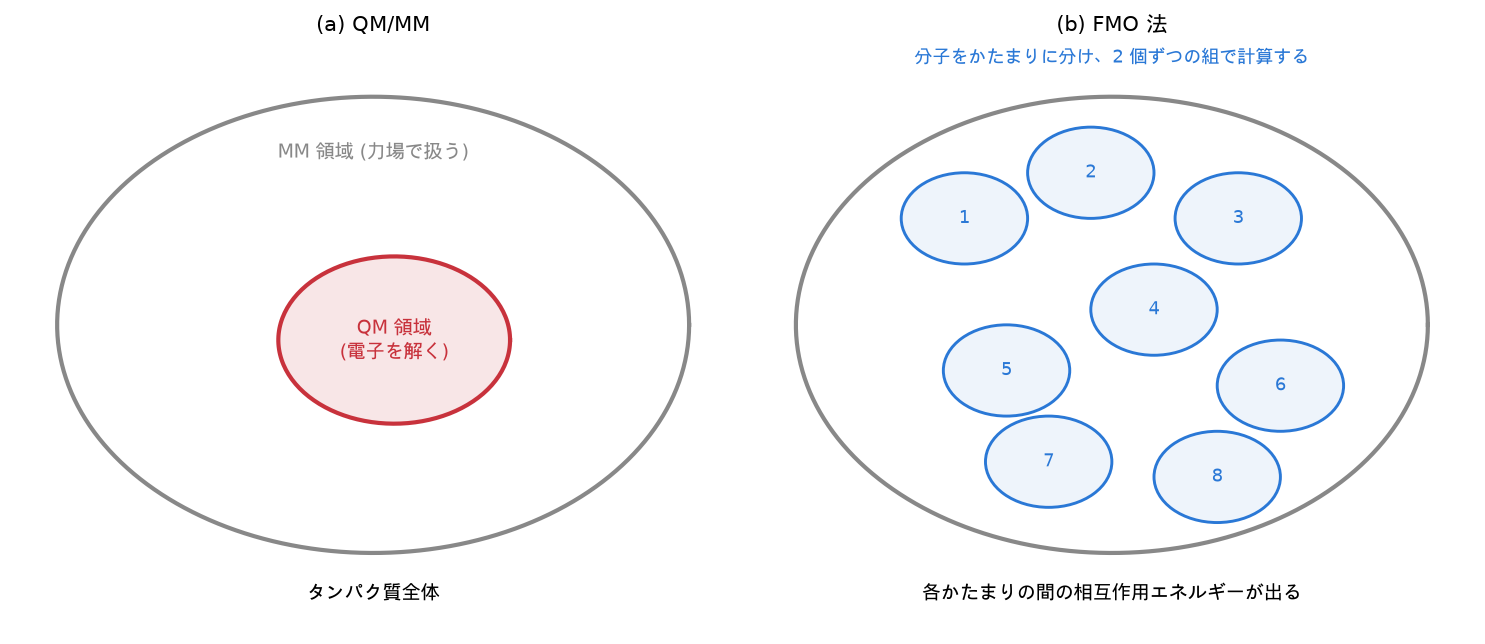 (a) QM/MM
MM 領域 (力場で扱う)
QM 領域
(電子を解く)
タンパク質全体
(b) FMO 法
分子をかたまりに分け、2 個ずつの組で計算する
1
2
3
4
5
6
7
8
各かたまりの間の相互作用エネルギーが出る